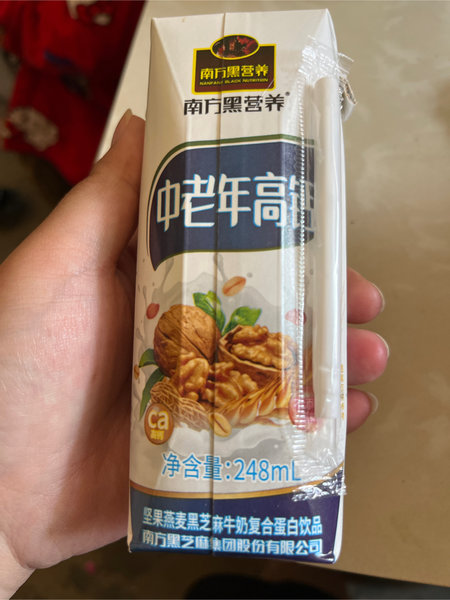 南方黑营养
NANFANG BLACK NUTRITION
南方黑营养®
中老年高
Ca
净含量:248mL
坚果燕麦黑芝麻牛奶复合蛋白饮品
南方黑芝麻集团股份有限公司